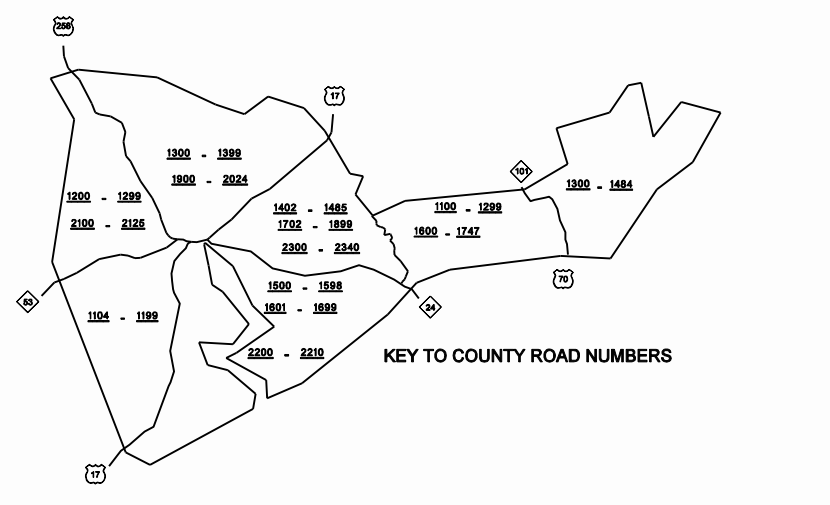 258
17
1300 - 1399
1900 - 2024
101
1300 - 1484
1200 - 1299
2100 - 2125
1402 - 1465
1702 - 1899
2300 - 2340
1100 - 1299
1600 - 1747
70
1500 - 1598
1601 - 1699
53
24
1104 - 1199
2200 - 2210
KEY TO COUNTY ROAD NUMBERS
17